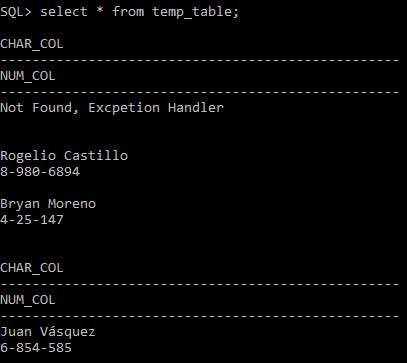 SQL> select * from temp_table;
CHAR_COL
--------------------------------------------------
NUM_COL
--------------------------------------------------
Not Found, Excpetion Handler
Rogelio Castillo
8-980-6894
Bryan Moreno
4-25-147
CHAR_COL
--------------------------------------------------
NUM_COL
--------------------------------------------------
Juan Vásquez
6-854-585